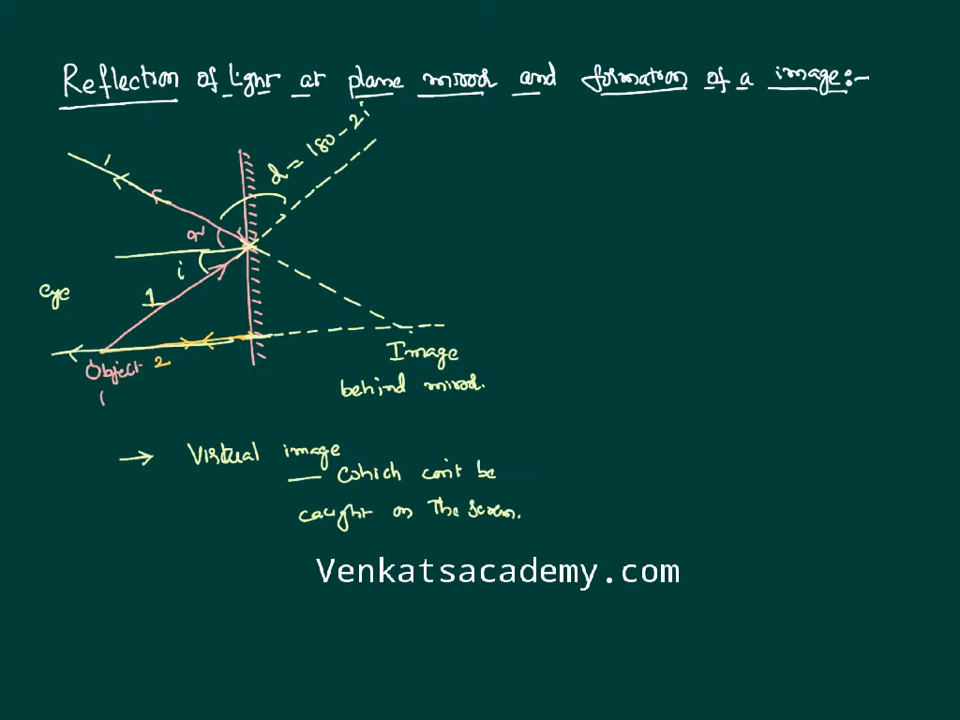 Reflection of light at plane mirror and formation of a image:-
d = 180 - 2i
r
i
eye
1
Object
2
Image
behind mirror.
→ Virtual image
— Which can't be
caught on the screen.
Venkatsacademy.com